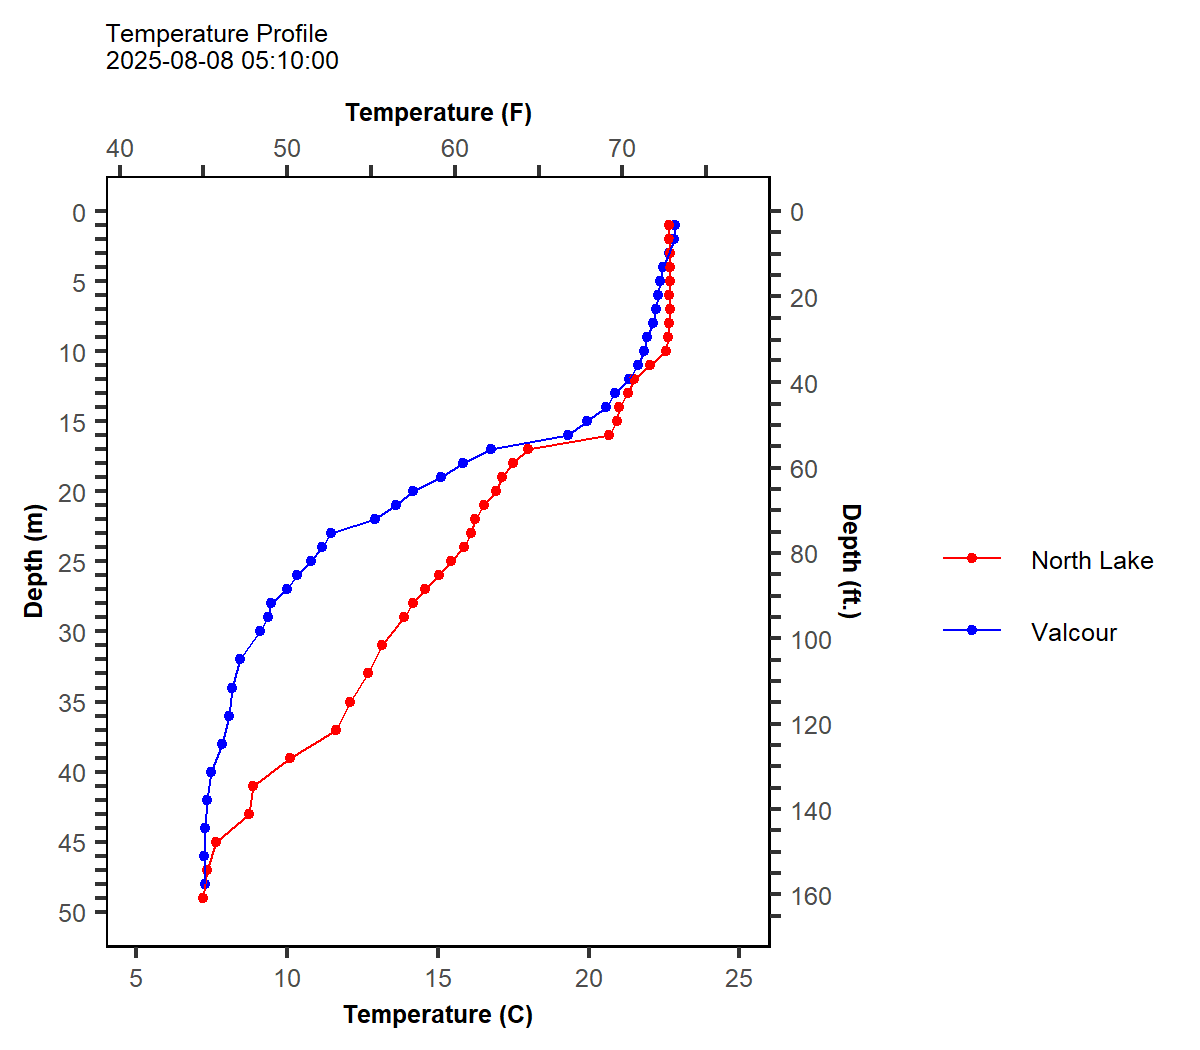 Temperature Profile
2025-08-08 05:10:00
Temperature (F)
40 50 60 70
0
5
10
15
20
25
30
35
40
45
50
Depth (m)
0
20
40
60
80
100
120
140
160
Depth (ft.)
North Lake
Valcour
5 10 15 20 25
Temperature (C)